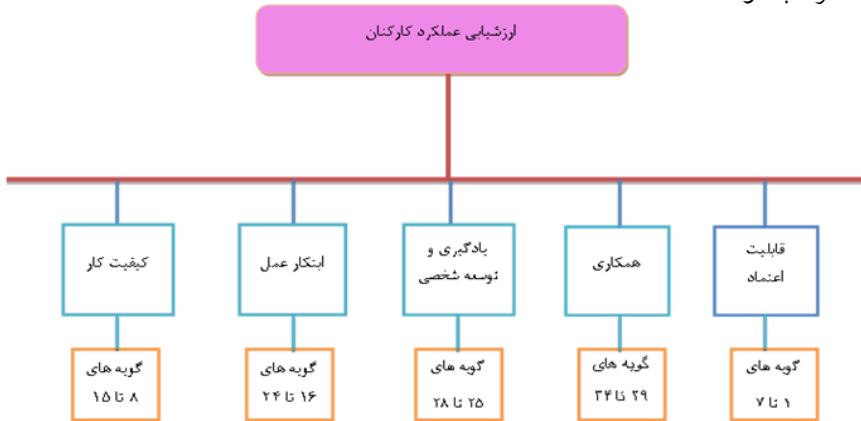 ارزشیابی عملکرد کارکنان
قابلیت
اعتماد
همکاری
یادگیری و
توسعه شخصی
ابتکار عمل
کیفیت کار
گویه های
۱ تا ۷
گویه های
۲۹ تا ۳۴
گویه های
۲۵ تا ۲۸
گویه های
۱۶ تا ۲۴
گویه های
۸ تا ۱۵